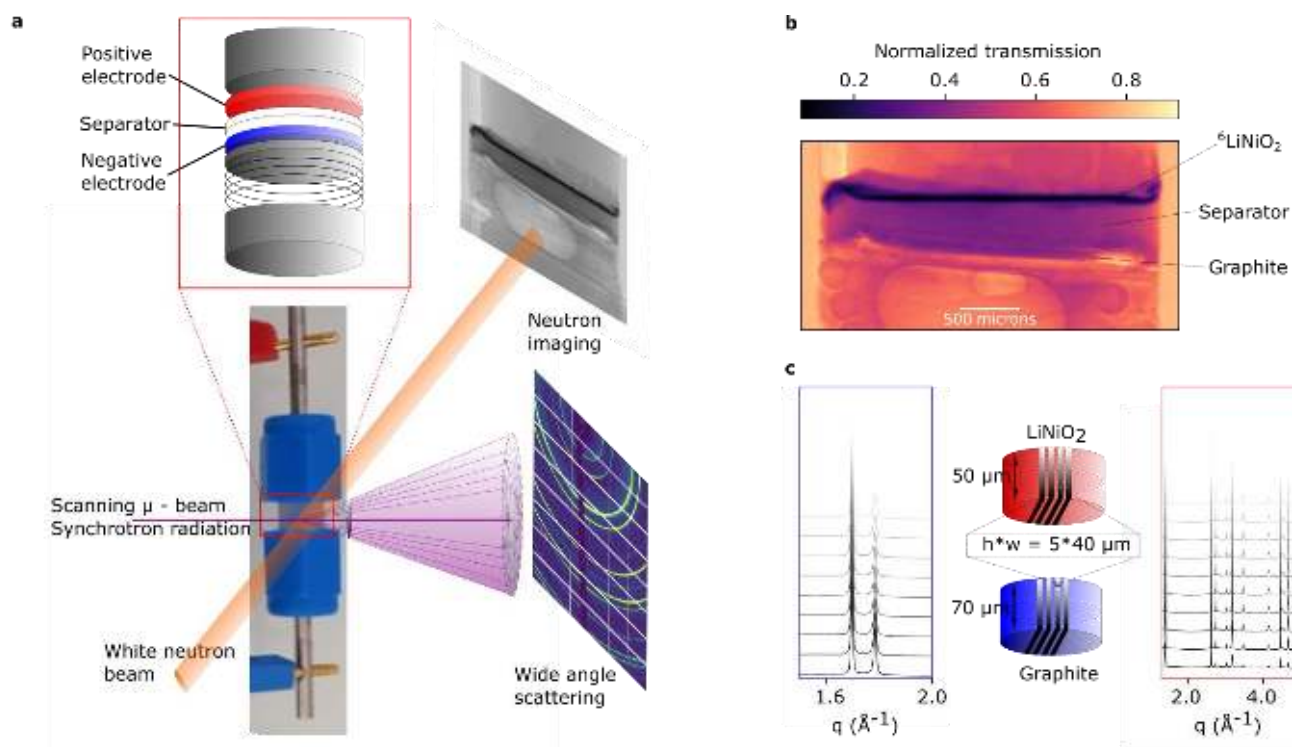 a
Positive
electrode
Separator
Negative
electrode
Neutron
imaging
Scanning μ - beam
Synchrotron radiation
White neutron
beam
Wide angle
scattering
b
Normalized transmission
0.2 0.4 0.6 0.8
⁶LiNiO₂
Separator
Graphite
500 microns
c
LiNiO₂
50 μm
h*w = 5*40 μm
70 μm
Graphite
1.6 2.0
q (Å⁻¹)
2.0 4.0
q (Å⁻¹)